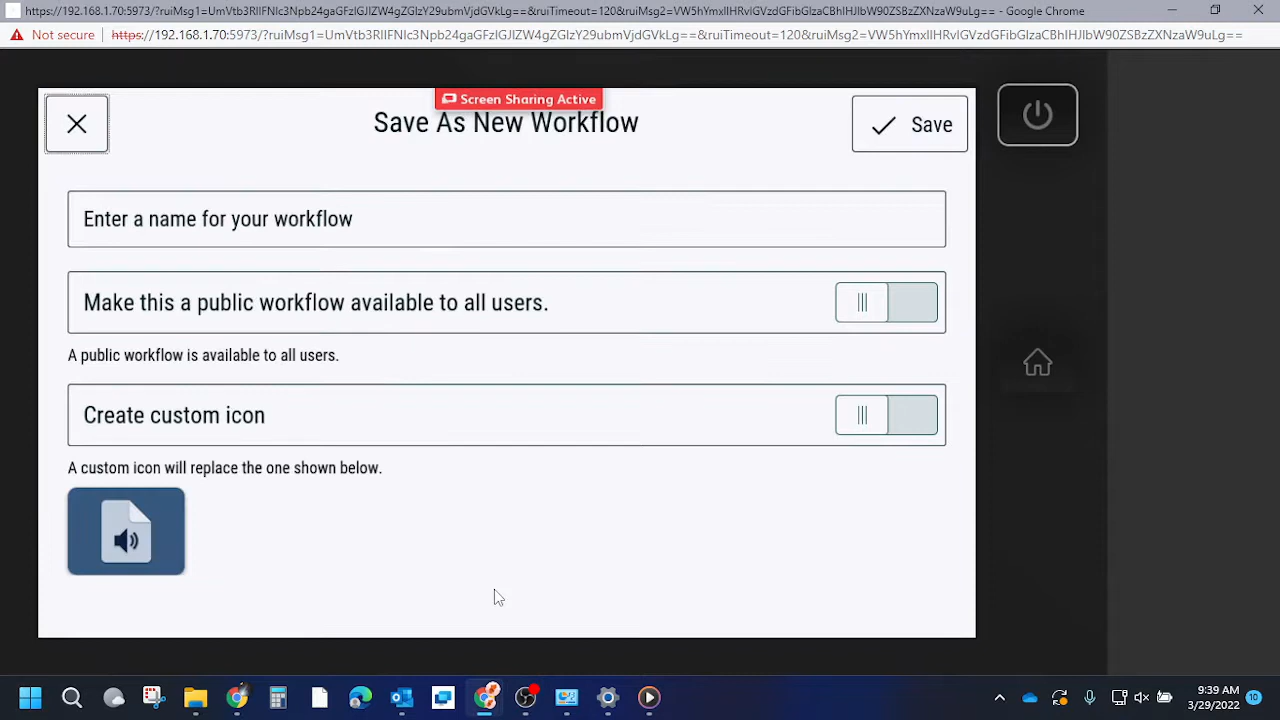 https://192.168.1.70:5973/?ruiMsg1=UmVtb3RlIFNlc3Npb24gaGFzIGJlZW4gZGlzY29ubmVjdGVkLg==&ruiTimeout=120&ruiMsg2=VW5hYmxlIHRvIGVzdGFibGlzaCBhIHJlbW90ZSBzZXNzaW9uLg== - Google Chrome
Not secure
https://192.168.1.70:5973/?ruiMsg1=UmVtb3RlIFNlc3Npb24gaGFzIGJlZW4gZGlzY29ubmVjdGVkLg==&ruiTimeout=120&ruiMsg2=VW5hYmxlIHRvIGVzdGFibGlzaCBhIHJlbW90ZSBzZXNzaW9uLg==
Screen Sharing Active
Save As New Workflow
Save
Enter a name for your workflow
Make this a public workflow available to all users.
A public workflow is available to all users.
Create custom icon
A custom icon will replace the one shown below.
9:39 AM
3/29/2022
10